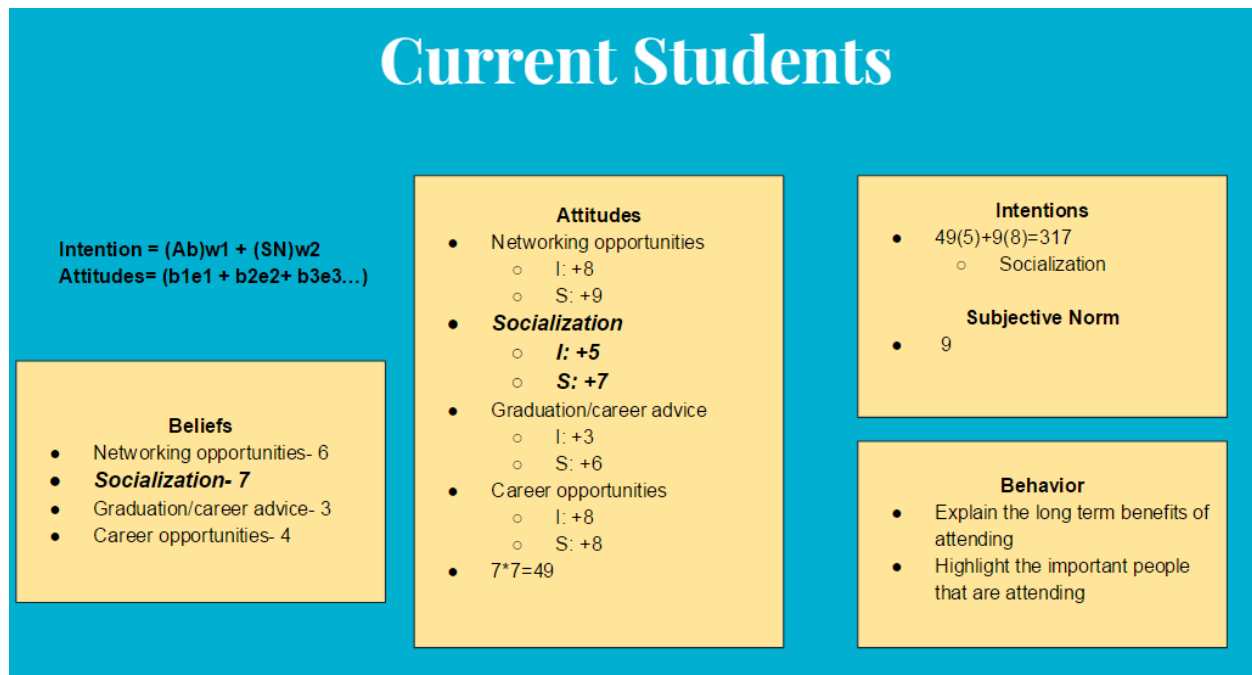 Current Students
Intention = (Ab)w1 + (SN)w2
Attitudes= (b1e1 + b2e2+ b3e3...)
Beliefs
● Networking opportunities- 6
● Socialization- 7
● Graduation/career advice- 3
● Career opportunities- 4
Attitudes
● Networking opportunities
○ I: +8
○ S: +9
● Socialization
○ I: +5
○ S: +7
● Graduation/career advice
○ I: +3
○ S: +6
● Career opportunities
○ I: +8
○ S: +8
● 7*7=49
Intentions
● 49(5)+9(8)=317
○ Socialization
Subjective Norm
● 9
Behavior
● Explain the long term benefits of
attending
● Highlight the important people
that are attending